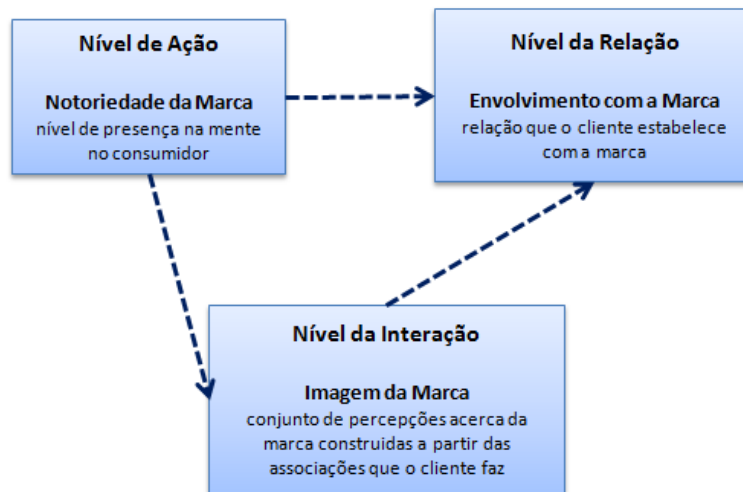 Nível de Ação
Notoriedade da Marca
nível de presença na mente
no consumidor
Nível da Relação
Envolvimento com a Marca
relação que o cliente estabelece
com a marca
Nível da Interação
Imagem da Marca
conjunto de percepções acerca da
marca construidas a partir das
associações que o cliente faz